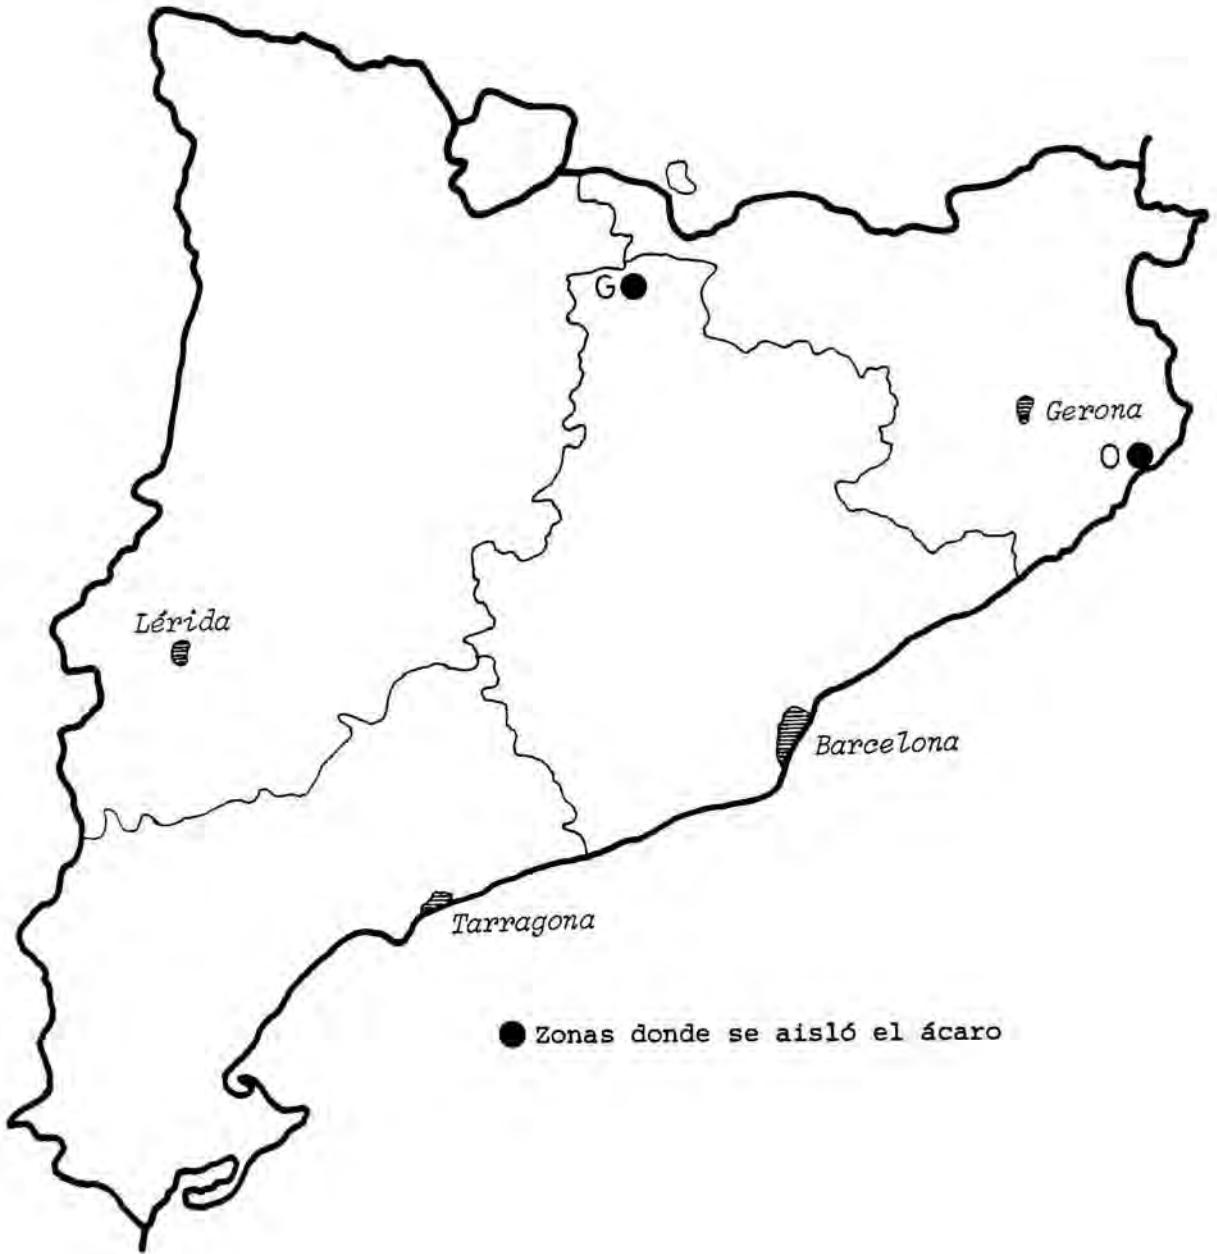 G
Gerona
O
Lérida
Barcelona
Tarragona
Zonas donde se aisló el ácaro